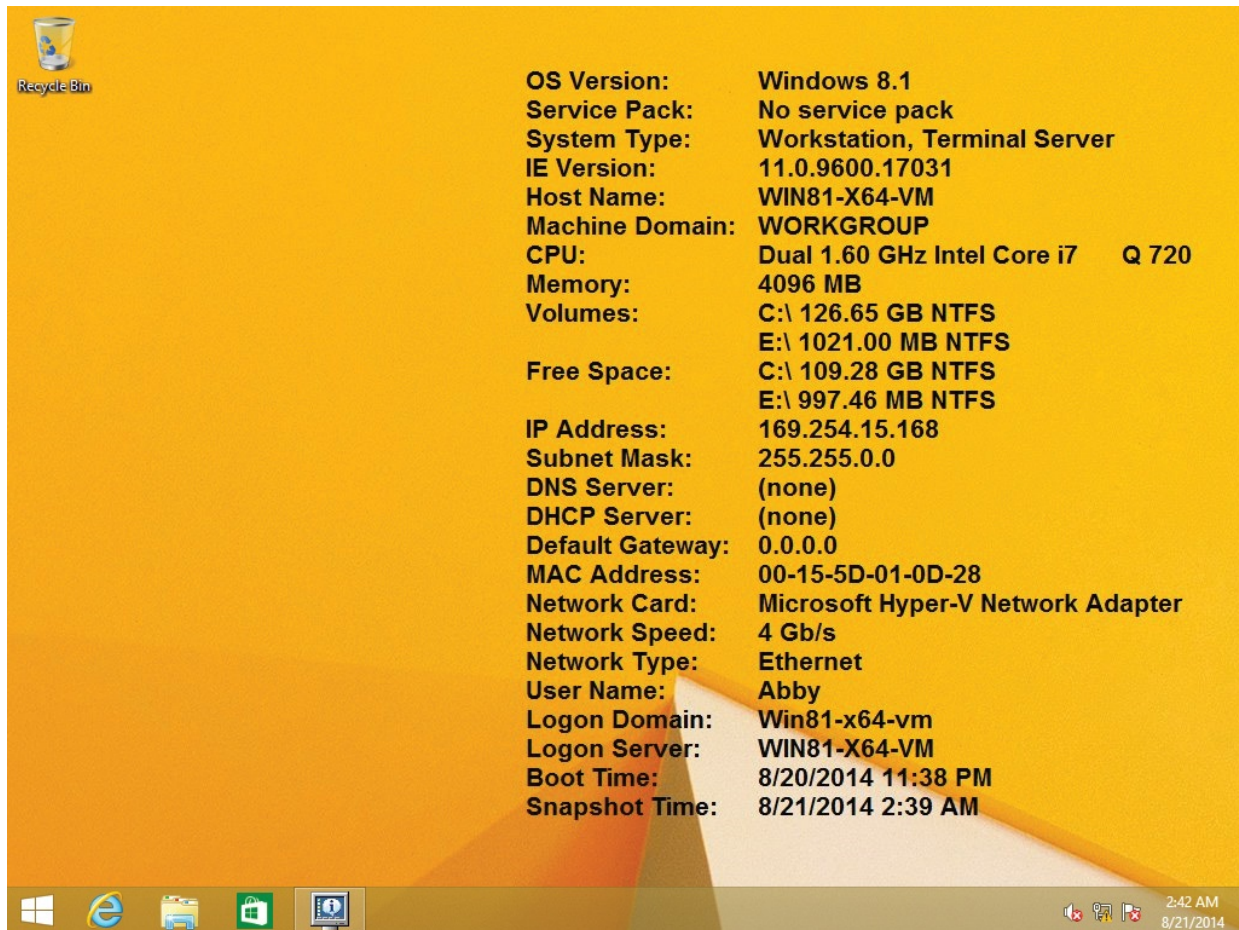 Recycle Bin
OS Version: Windows 8.1
Service Pack: No service pack
System Type: Workstation, Terminal Server
IE Version: 11.0.9600.17031
Host Name: WIN81-X64-VM
Machine Domain: WORKGROUP
CPU: Dual 1.60 GHz Intel Core i7 Q 720
Memory: 4096 MB
Volumes: C:\ 126.65 GB NTFS
E:\ 1021.00 MB NTFS
Free Space: C:\ 109.28 GB NTFS
E:\ 997.46 MB NTFS
IP Address: 169.254.15.168
Subnet Mask: 255.255.0.0
DNS Server: (none)
DHCP Server: (none)
Default Gateway: 0.0.0.0
MAC Address: 00-15-5D-01-0D-28
Network Card: Microsoft Hyper-V Network Adapter
Network Speed: 4 Gb/s
Network Type: Ethernet
User Name: Abby
Logon Domain: Win81-x64-vm
Logon Server: WIN81-X64-VM
Boot Time: 8/20/2014 11:38 PM
Snapshot Time: 8/21/2014 2:39 AM
2:42 AM
8/21/2014